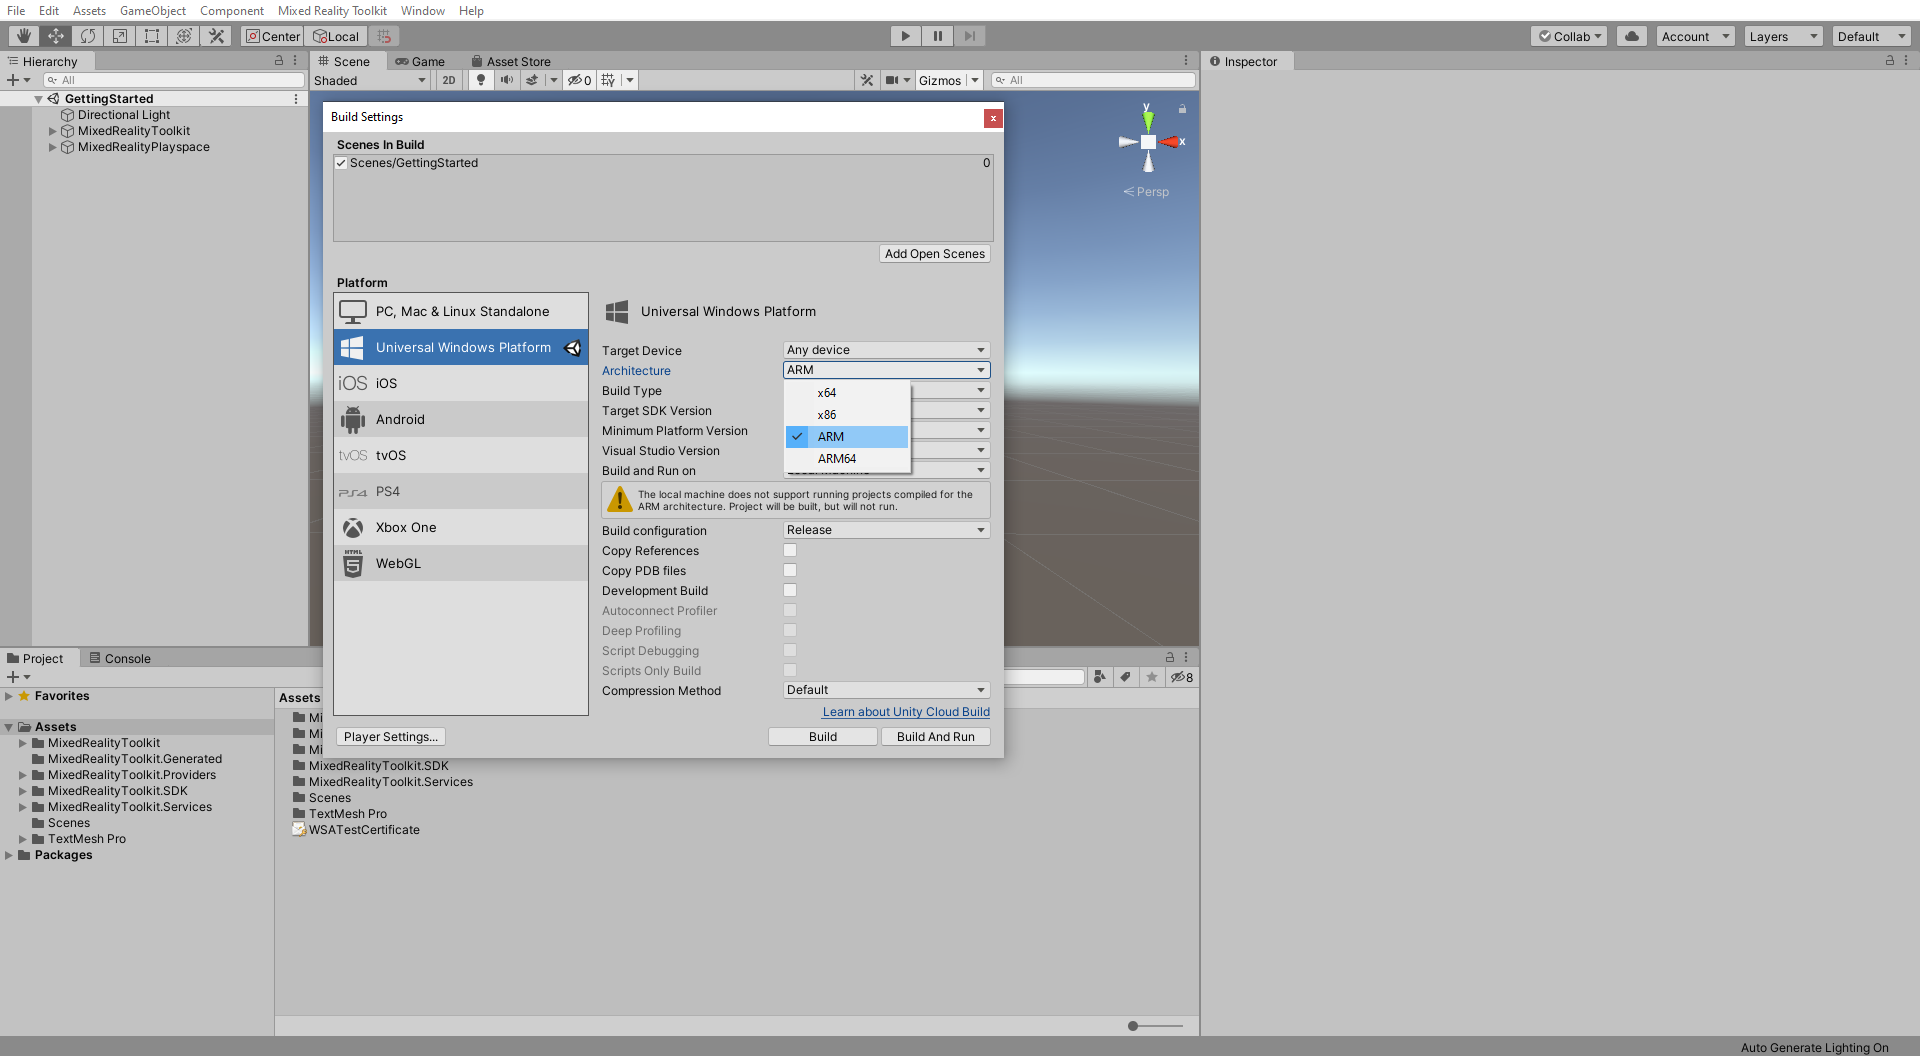 File Edit Assets GameObject Component Mixed Reality Toolkit Window Help
Center Local Collab Account Layers Default
Hierarchy
All
GettingStarted
Directional Light
MixedRealityToolkit
MixedRealityPlayspace
Scene Game Asset Store
Shaded 2D 0 Gizmos All
y
x
Persp
Inspector
Build Settings
x
Scenes In Build
Scenes/GettingStarted 0
Add Open Scenes
Platform
PC, Mac & Linux Standalone
Universal Windows Platform
iOS iOS
Android
tvOS tvOS
PS4 PS4
Xbox One
HTML 5 WebGL
Universal Windows Platform
Target Device Any device
Architecture ARM
x64
x86
ARM
ARM64
Build Type
Target SDK Version
Minimum Platform Version
Visual Studio Version
Build and Run on
The local machine does not support running projects compiled for the
ARM architecture. Project will be built, but will not run.
Build configuration Release
Copy References
Copy PDB files
Development Build
Autoconnect Profiler
Deep Profiling
Script Debugging
Scripts Only Build
Compression Method Default
Learn about Unity Cloud Build
Player Settings... Build Build And Run
Project Console
8
Favorites
Assets
MixedRealityToolkit
MixedRealityToolkit.Generated
MixedRealityToolkit.Providers
MixedRealityToolkit.SDK
MixedRealityToolkit.Services
Scenes
TextMesh Pro
Packages
Assets
Mi
Mi
Mi
MixedRealityToolkit.SDK
MixedRealityToolkit.Services
Scenes
TextMesh Pro
WSATestCertificate
Auto Generate Lighting On